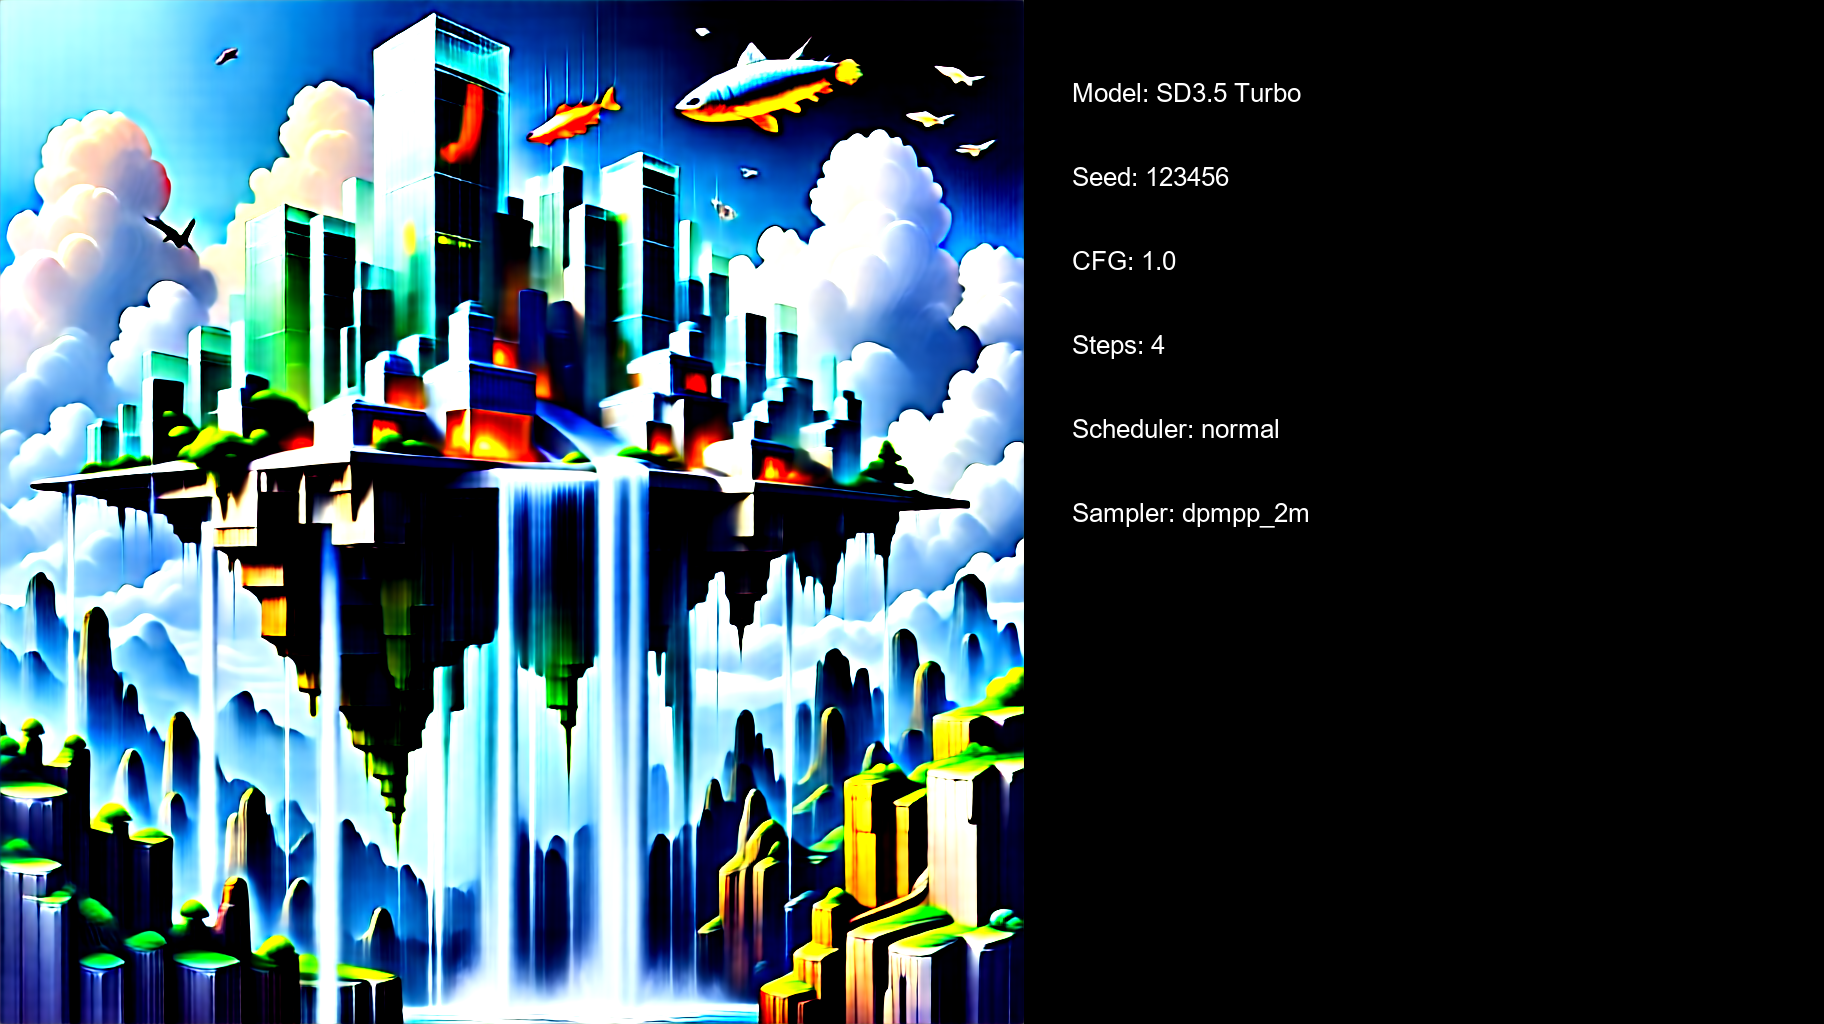 Model: SD3.5 Turbo
Seed: 123456
CFG: 1.0
Steps: 4
Scheduler: normal
Sampler: dpmpp_2m